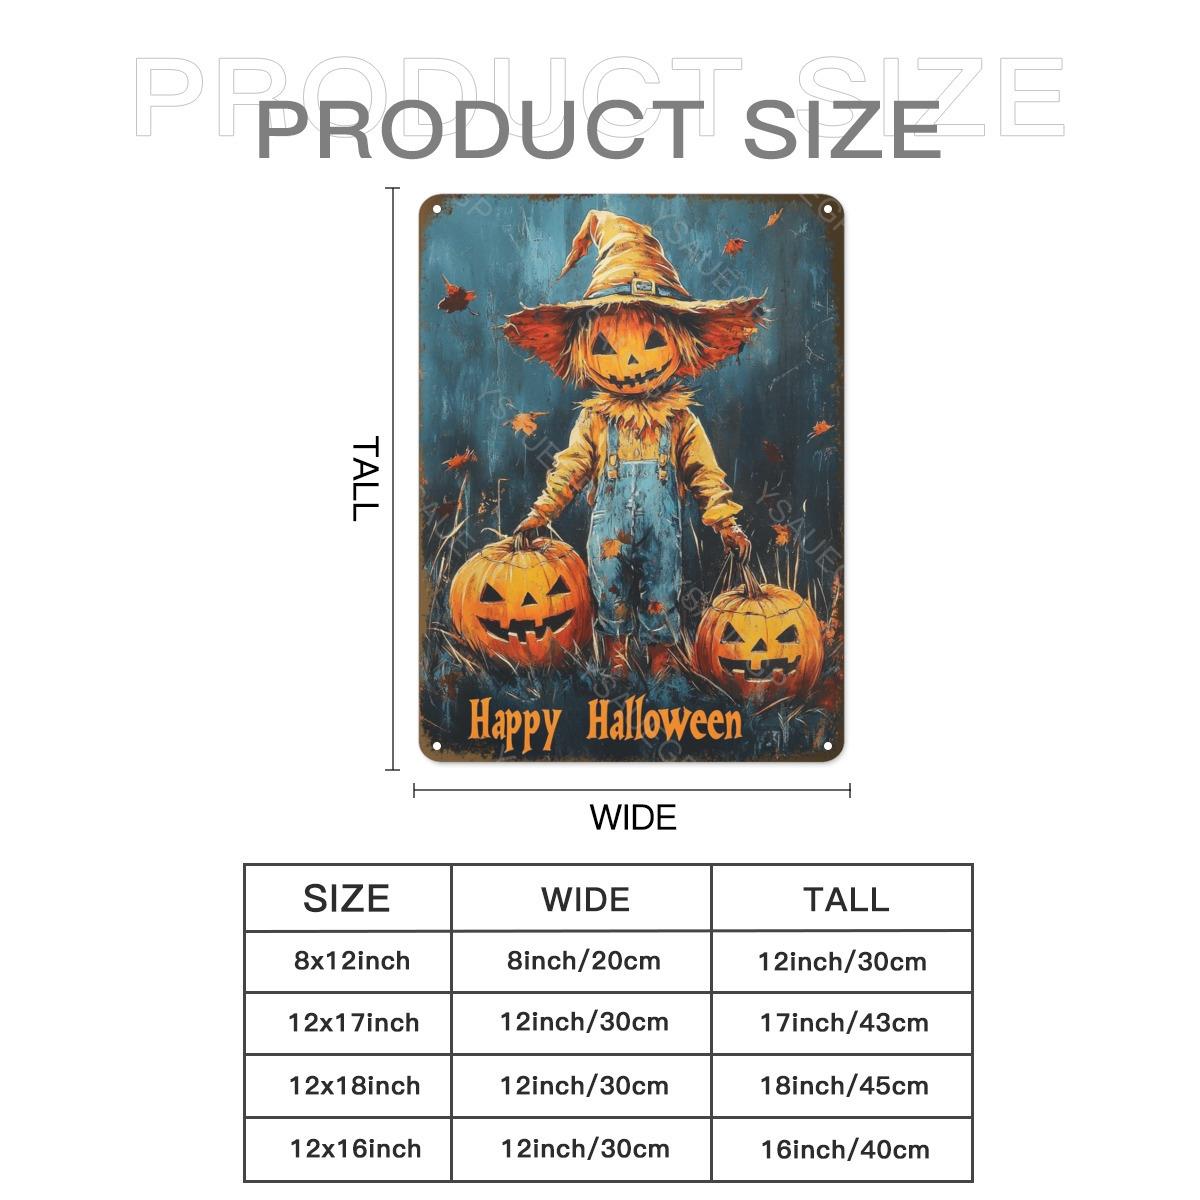 PRODUCT SIZE
PRODUCT SIZE
TALL
Happy Halloween
WIDE
SIZE WIDE TALL
8x12inch 8inch/20cm 12inch/30cm
12x17inch 12inch/30cm 17inch/43cm
12x18inch 12inch/30cm 18inch/45cm
12x16inch 12inch/30cm 16inch/40cm